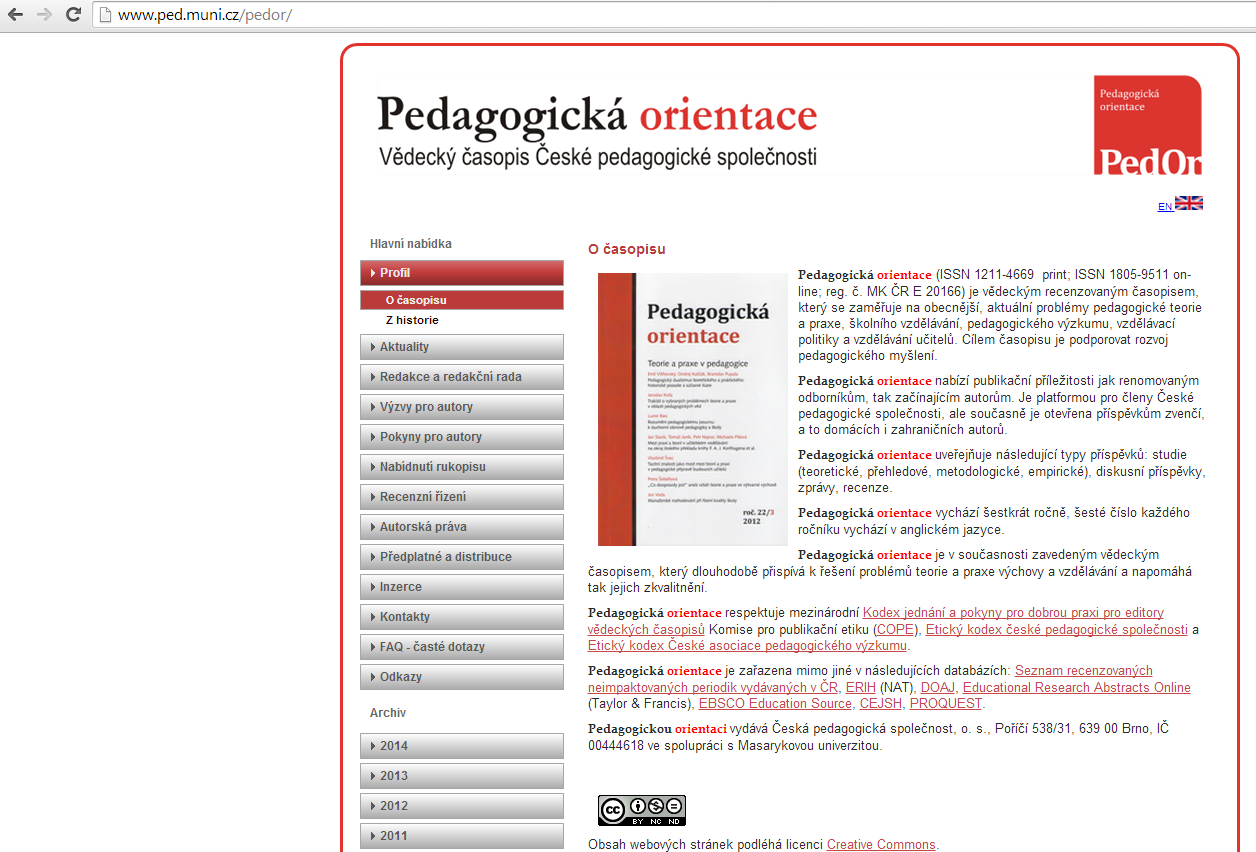 www.ped.muni.cz/pedor/
Pedagogická orientace
Vědecký časopis České pedagogické společnosti
Pedagogická
orientace
PedOr
EN
Hlavní nabídka
Profil
O časopisu
Z historie
Aktuality
Redakce a redakční rada
Výzvy pro autory
Pokyny pro autory
Nabídnutí rukopisu
Recenzní řízení
Autorská práva
Předplatné a distribuce
Inzerce
Kontakty
FAQ - časté dotazy
Odkazy
Archiv
2014
2013
2012
2011
O časopisu
Pedagogická
orientace
Teorie a praxe v pedagogice
roč. 22/3
2012
Pedagogická orientace (ISSN 1211-4669 print; ISSN 1805-9511 on-
line; reg. č. MK ČR E 20166) je vědeckým recenzovaným časopisem,
který se zaměřuje na obecnější, aktuální problémy pedagogické teorie
a praxe, školního vzdělávání, pedagogického výzkumu, vzdělávací
politiky a vzdělávání učitelů. Cílem časopisu je podporovat rozvoj
pedagogického myšlení.
Pedagogická orientace nabízí publikační příležitosti jak renomovaným
odborníkům, tak začínajícím autorům. Je platformou pro členy České
pedagogické společnosti, ale současně je otevřena příspěvkům zvenčí,
a to domácích i zahraničních autorů.
Pedagogická orientace uveřejňuje následující typy příspěvků: studie
(teoretické, přehledové, metodologické, empirické), diskusní příspěvky,
zprávy, recenze.
Pedagogická orientace vychází šestkrát ročně, šesté číslo každého
ročníku vychází v anglickém jazyce.
Pedagogická orientace je v současnosti zavedeným vědeckým
časopisem, který dlouhodobě přispívá k řešení problémů teorie a praxe výchovy a vzdělávání a napomáhá
tak jejich zkvalitnění.
Pedagogická orientace respektuje mezinárodní Kodex jednání a pokyny pro dobrou praxi pro editory
vědeckých časopisů Komise pro publikační etiku (COPE), Etický kodex české pedagogické společnosti a
Etický kodex České asociace pedagogického výzkumu.
Pedagogická orientace je zařazena mimo jiné v následujících databázích: Seznam recenzovaných
neimpaktovaných periodik vydávaných v ČR, ERIH (NAT), DOAJ, Educational Research Abstracts Online
(Taylor & Francis), EBSCO Education Source, CEJSH, PROQUEST.
Pedagogickou orientaci vydává Česká pedagogická společnost, o. s., Poříčí 538/31, 639 00 Brno, IČ
00444618 ve spolupráci s Masarykovou univerzitou.
cc BY NC ND
Obsah webových stránek podléhá licenci Creative Commons.